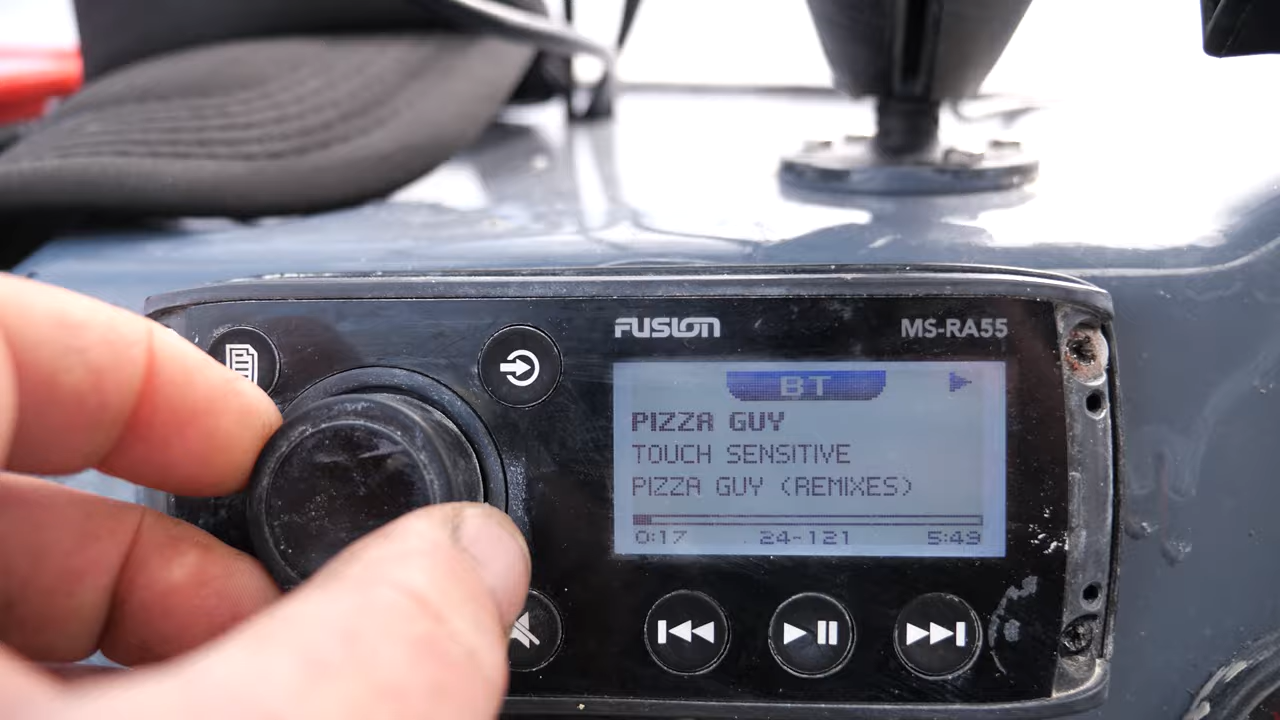 FUSION
MS-RA55
BT
PIZZA GUY
TOUCH SENSITIVE
PIZZA GUY (REMIXES)
0:17 24-121 5:49